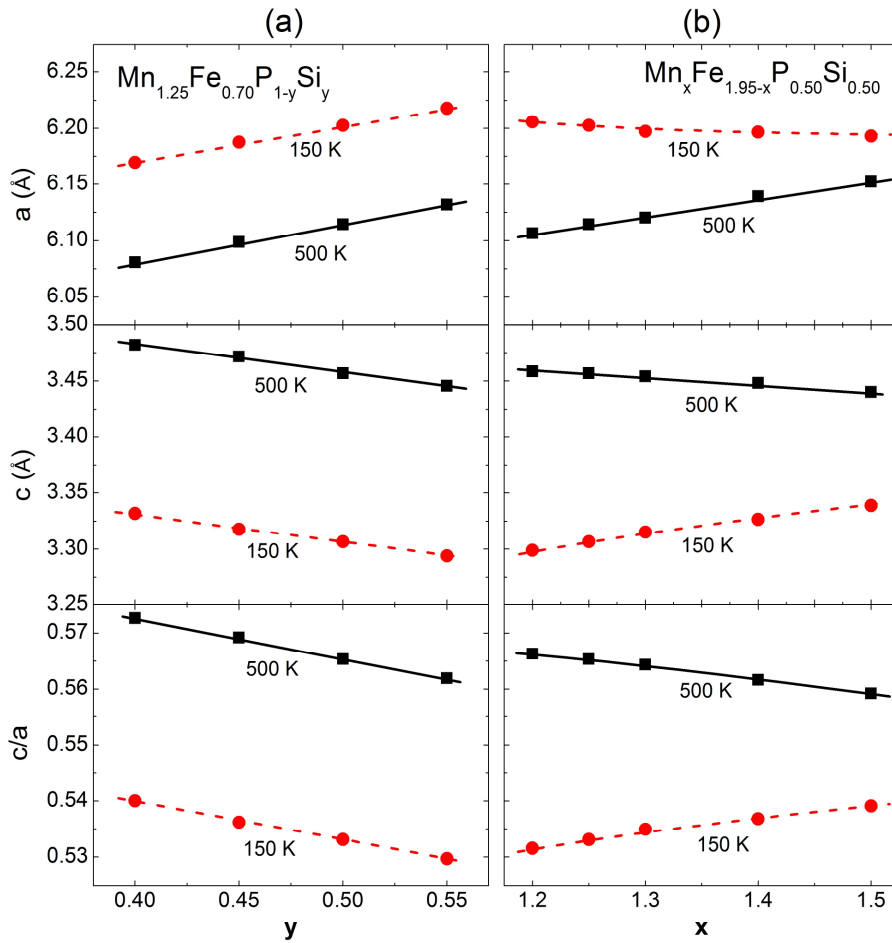 (a) (b)
Mn1.25Fe0.70P1-ySiy MnxFe1.95-xP0.50Si0.50
6.25
6.20
6.15
6.10
6.05
a (Å)
150 K
500 K
150 K
500 K
3.50
3.45
3.40
3.35
3.30
3.25
c (Å)
500 K
150 K
500 K
150 K
0.57
0.56
0.55
0.54
0.53
c/a
500 K
150 K
500 K
150 K
0.40 0.45 0.50 0.55 1.2 1.3 1.4 1.5
y x